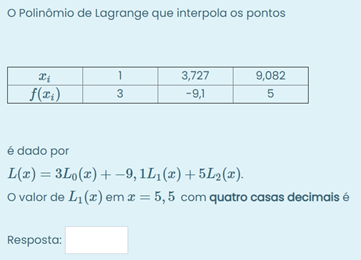 O Polinômio de Lagrange que interpola os pontos
xᵢ 1 3,727 9,082
f(xᵢ) 3 -9,1 5
é dado por
L(x) = 3L₀(x) + −9, 1L₁(x) + 5L₂(x).
O valor de L₁(x) em x = 5, 5 com quatro casas decimais é
Resposta: